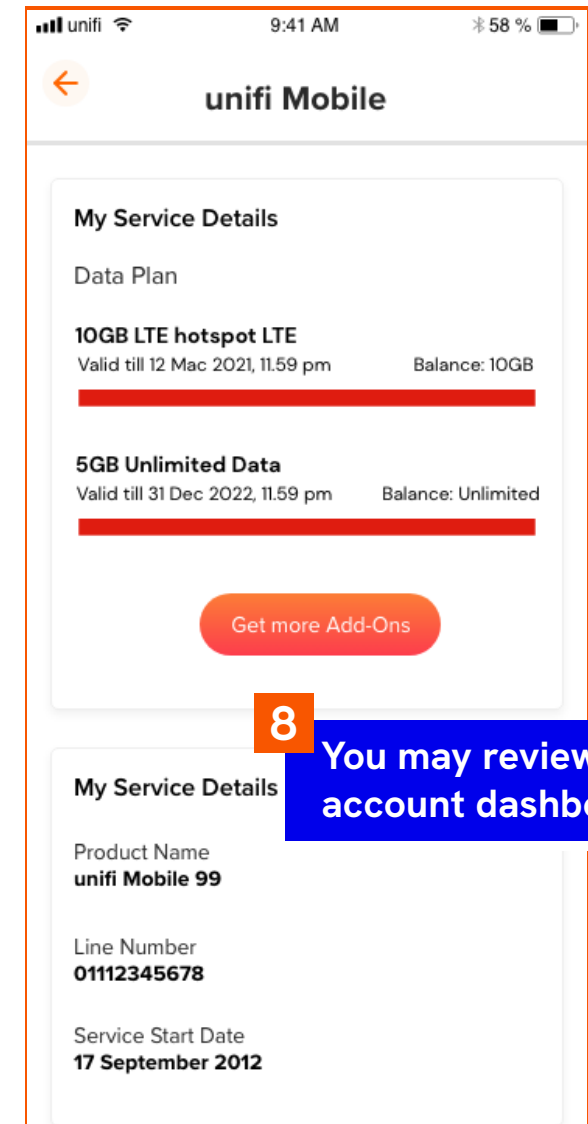 unifi 9:41 AM 58 %
unifi Mobile
My Service Details
Data Plan
10GB LTE hotspot LTE
Valid till 12 Mac 2021, 11.59 pm Balance: 10GB
5GB Unlimited Data
Valid till 31 Dec 2022, 11.59 pm Balance: Unlimited
Get more Add-Ons
8
You may review
account dashb
My Service Details
Product Name
unifi Mobile 99
Line Number
01112345678
Service Start Date
17 September 2012